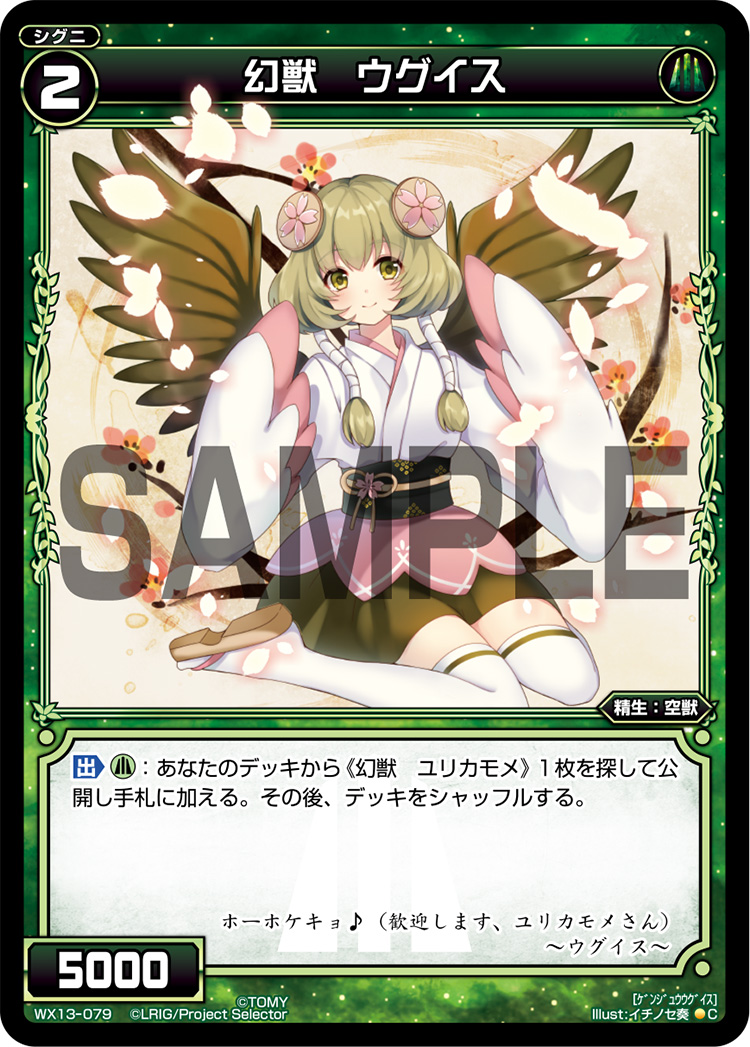 シグニ
2
幻獣　ウグイス
SAMPLE
精生：空獣
出 ：あなたのデッキから《幻獣　ユリカモメ》１枚を探して公
開し手札に加える。その後、デッキをシャッフルする。
ホーホケキョ♪（歓迎します、ユリカモメさん）
～ウグイス～
5000
WX13-079 ©LRIG/Project Selector
©TOMY
[ｹﾞﾝｼﾞｭｳｳｸﾞｲｽ]
Illust:イチノセ奏 C